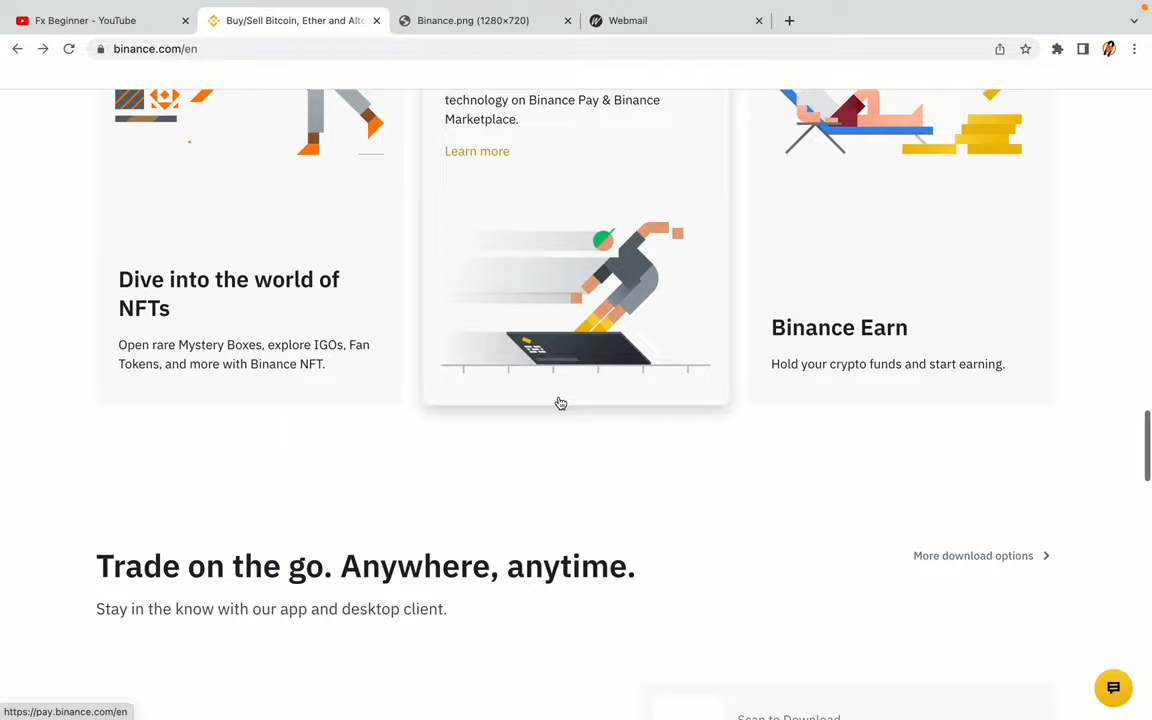 Fx Beginner - YouTube
Buy/Sell Bitcoin, Ether and Altc
Binance.png (1280×720)
Webmail
binance.com/en
technology on Binance Pay & Binance
Marketplace.
Learn more
Dive into the world of
NFTs
Open rare Mystery Boxes, explore IGOs, Fan
Tokens, and more with Binance NFT.
Binance Earn
Hold your crypto funds and start earning.
Trade on the go. Anywhere, anytime.
More download options
Stay in the know with our app and desktop client.
Scan to Download
https://pay.binance.com/en